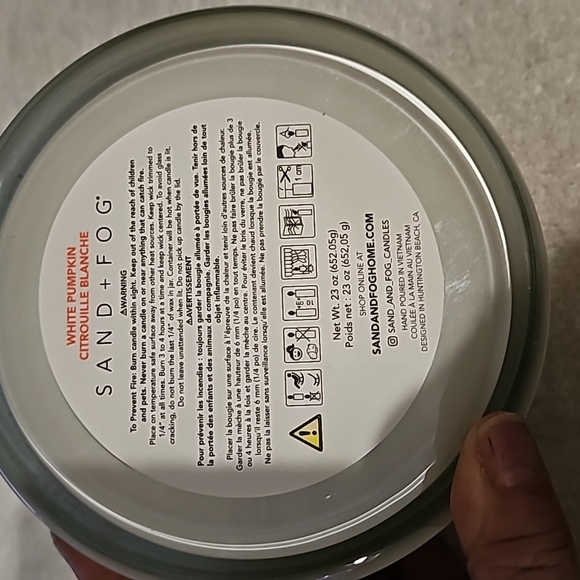 WHITE PUMPKIN
CITROUILLE BLANCHE
SAND+FOG®
⚠WARNING
To Prevent Fire: Burn candle within sight. Keep out of the reach of children
and pets. Never burn a candle on or near anything that can catch fire.
Place on temperature safe surface away from other heat sources. Keep wick trimmed to
1/4" at all times. Burn 3 to 4 hours at a time and keep wick centered. To avoid glass
cracking, do not burn the last 1/4" of wax in jar. Container will be hot when candle is lit.
Do not leave unattended when lit. Do not pick up candle by the lid.
⚠AVERTISSEMENT
Pour prévenir les incendies : toujours garder la bougie allumée à portée de vue. Tenir hors de
la portée des enfants et des animaux de compagnie. Garder les bougies allumées loin de tout
objet inflammable.
Placer la bougie sur une surface à l'épreuve de la chaleur et tenir loin d'autres sources de chaleur.
Garder la mèche à une hauteur de 6 mm (1/4 po) en tout temps. Ne pas faire brûler la bougie plus de 3
ou 4 heures à la fois et garder la mèche au centre. Pour éviter le bris du verre, ne pas brûler la bougie
lorsqu'il reste 6 mm (1/4 po) de cire. Le contenant devient chaud lorsque la bougie est allumée.
Ne pas la laisser sans surveillance lorsqu'elle est allumée. Ne pas prendre la bougie par le couvercle.
Net Wt. 23 oz (652.05g)
Poids net : 23 oz (652,05 g)
SHOP ONLINE AT
SANDANDFOGHOME.COM
SAND_AND_FOG_CANDLES
HAND POURED IN VIETNAM
COULÉE À LA MAIN AU VIETNAM
DESIGNED IN HUNTINGTON BEACH, CA